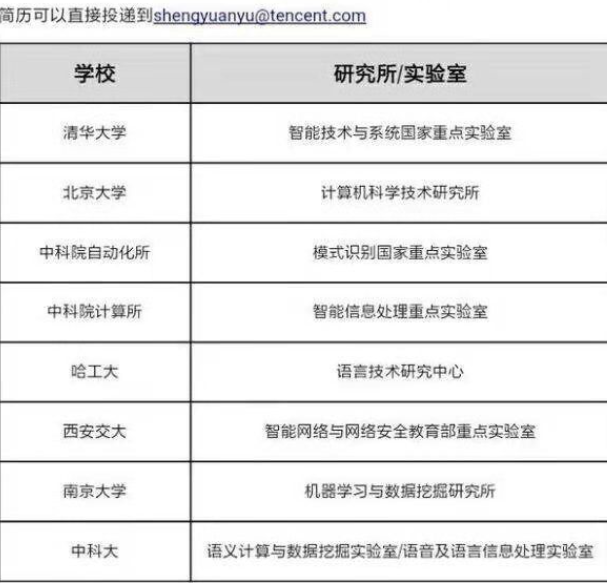 简历可以直接投递到shengyuanyu@tencent.com
学校 研究所/实验室
清华大学 智能技术与系统国家重点实验室
北京大学 计算机科学技术研究所
中科院自动化所 模式识别国家重点实验室
中科院计算所 智能信息处理重点实验室
哈工大 语言技术研究中心
西安交大 智能网络与网络安全教育部重点实验室
南京大学 机器学习与数据挖掘研究所
中科大 语义计算与数据挖掘实验室/语音及语言信息处理实验室